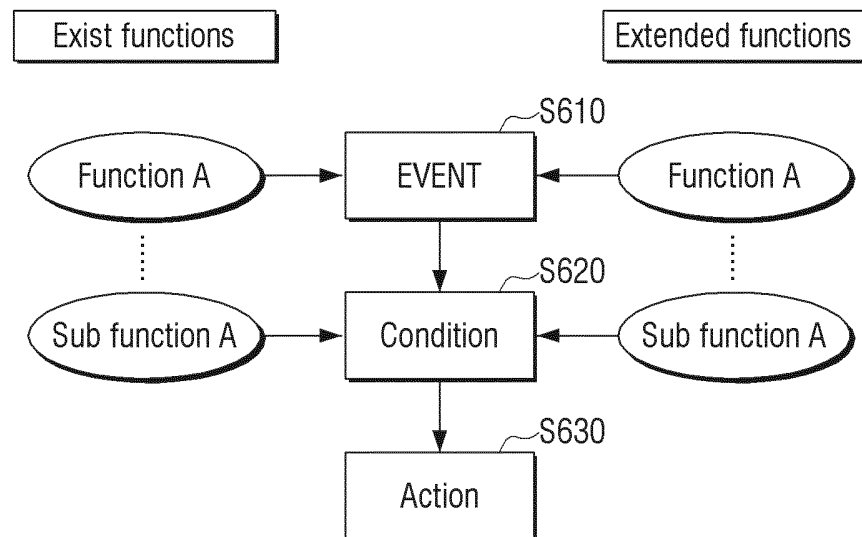 Exist functions
Extended functions
S610
Function A
EVENT
Function A
S620
Sub function A
Condition
Sub function A
S630
Action